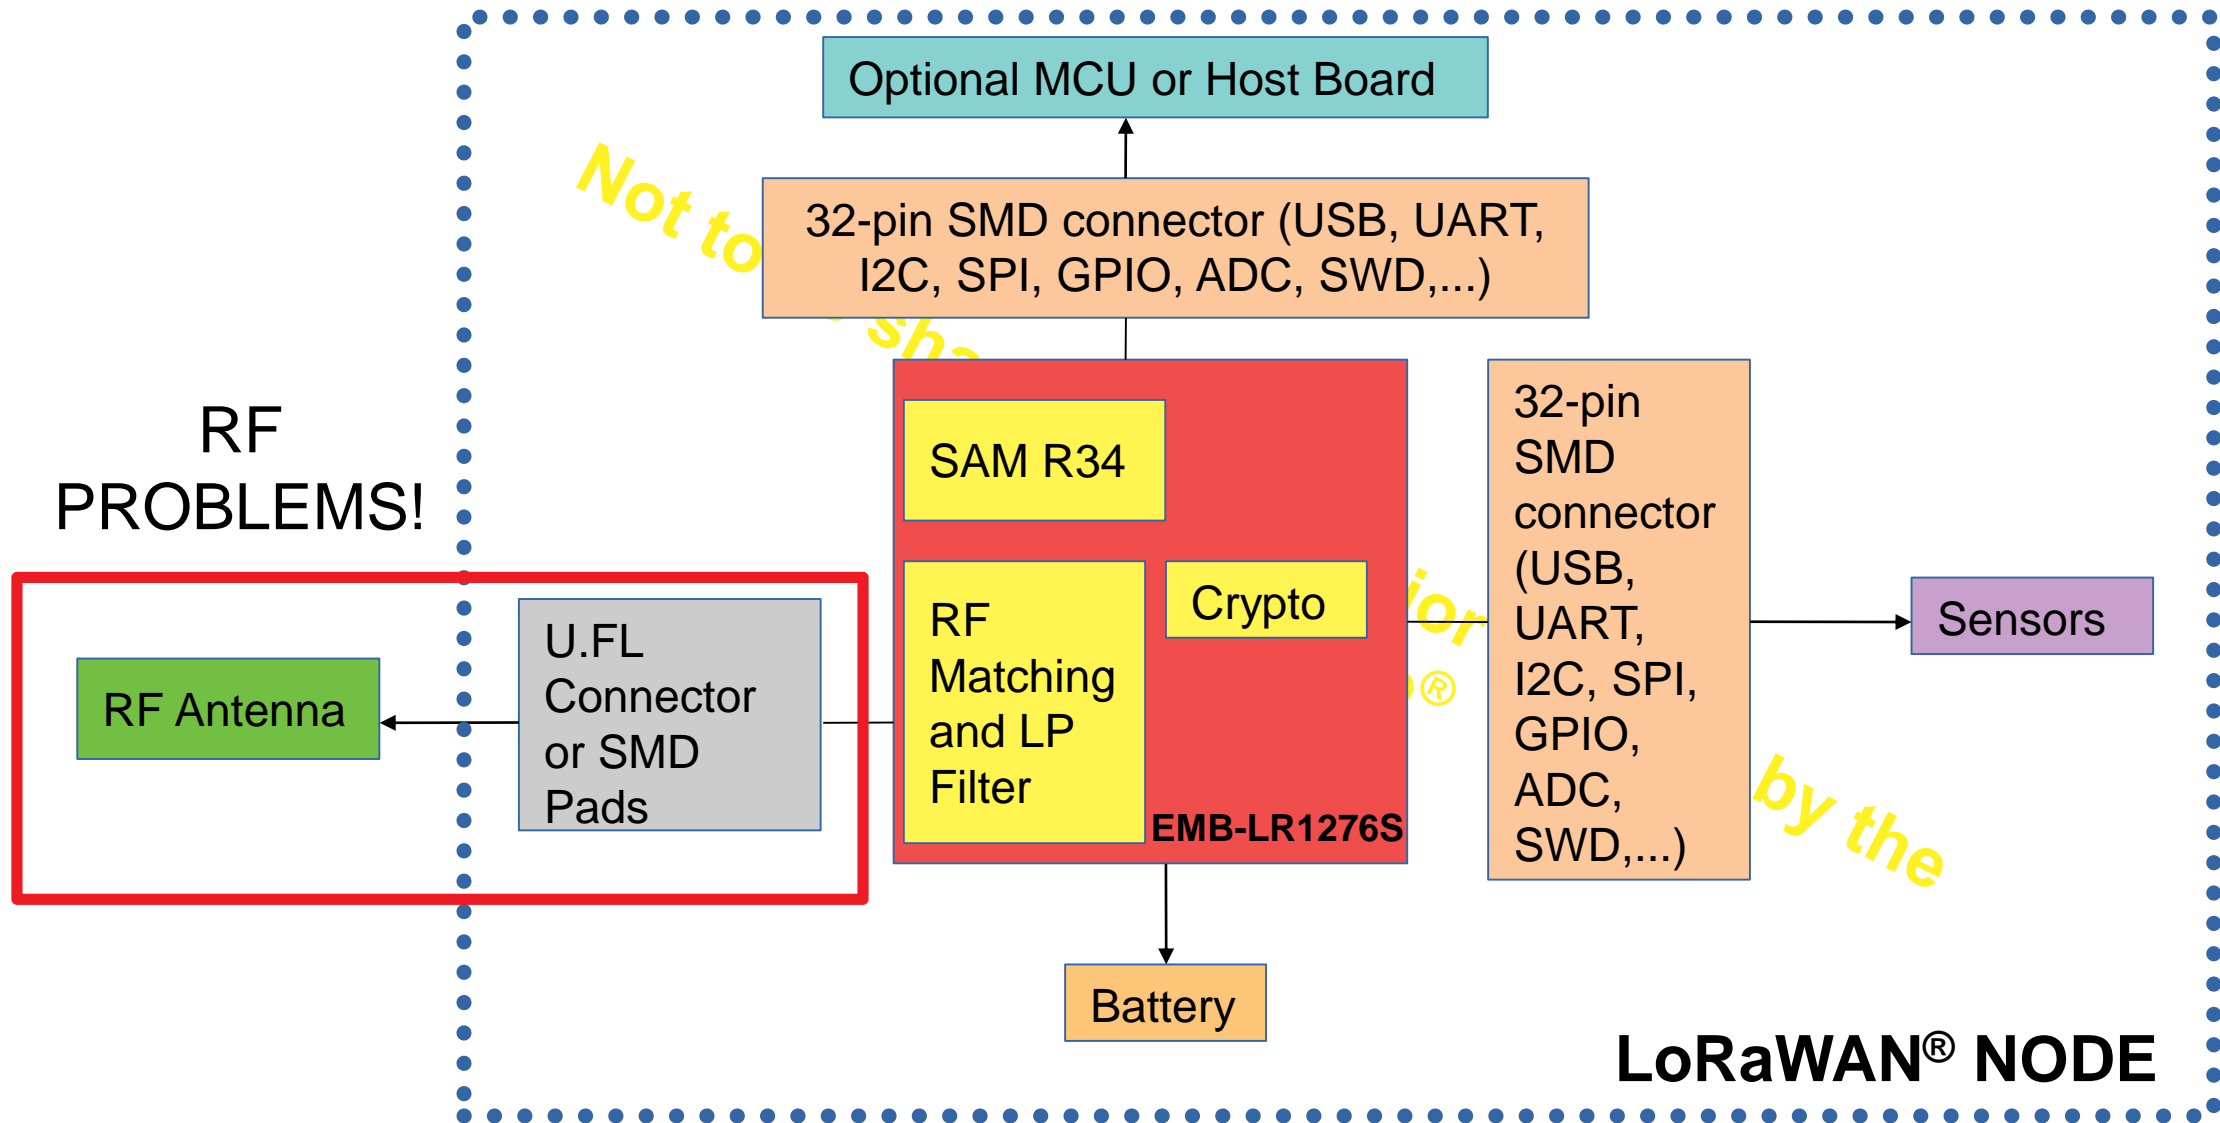 Optional MCU or Host Board
Not to
sha
32-pin SMD connector (USB, UART,
I2C, SPI, GPIO, ADC, SWD,...)
RF
PROBLEMS!
SAM R34
Crypto
RF
Matching
and LP
Filter
EMB-LR1276S
32-pin
SMD
connector
(USB,
UART,
I2C, SPI,
GPIO,
ADC,
SWD,...)
Sensors
U.FL
Connector
or SMD
Pads
RF Antenna
ior
®
by the
Battery
LoRaWAN® NODE